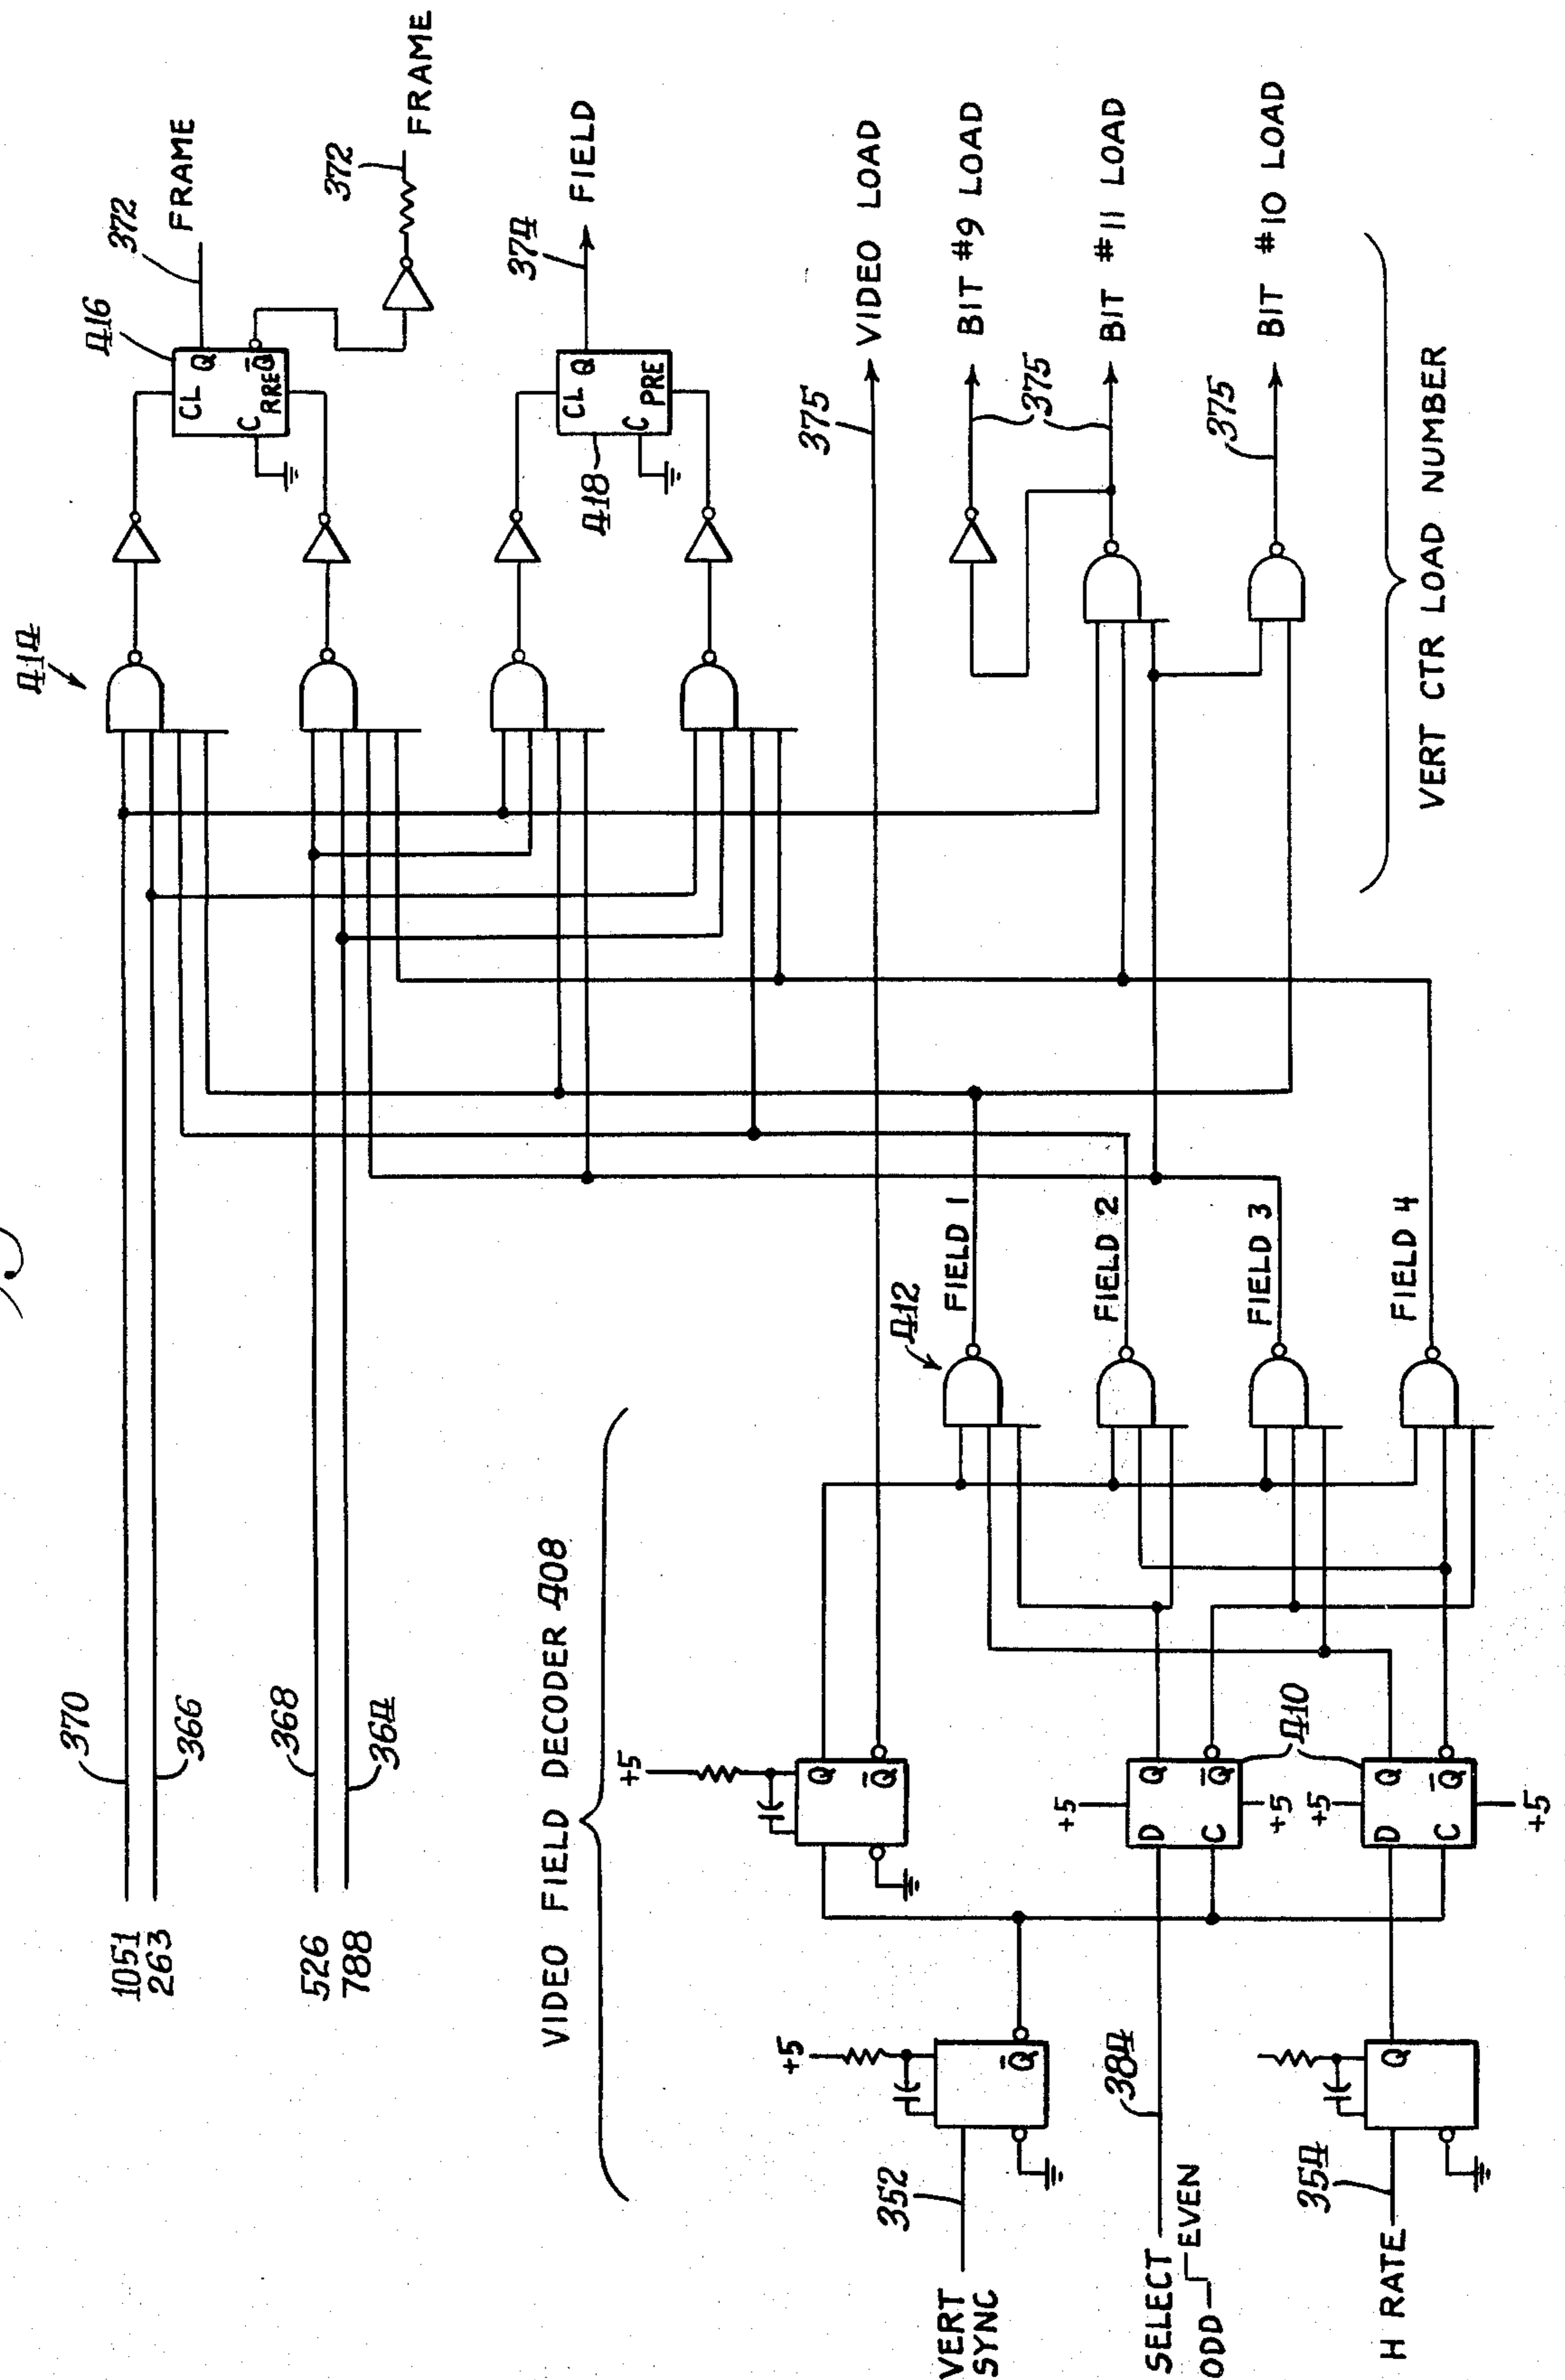 370
366
368
364
1051
263
526
788
414
416
CL Q
C Q̅
RRE
372
FRAME
372
FRAME
CL Q
C PRE
418
374
FIELD
375
VIDEO LOAD
BIT #9 LOAD
375
BIT #11 LOAD
375
BIT #10 LOAD
VERT CTR LOAD NUMBER
VIDEO FIELD DECODER 408
+5
Q
Q̅
412
FIELD 1
FIELD 2
FIELD 3
FIELD 4
VERT
SYNC
352
+5
Q̅
SELECT
ODD EVEN
384
+5
D Q
C Q̅
+5
410
H RATE
354
Q
+5
D Q
C Q̅
+5